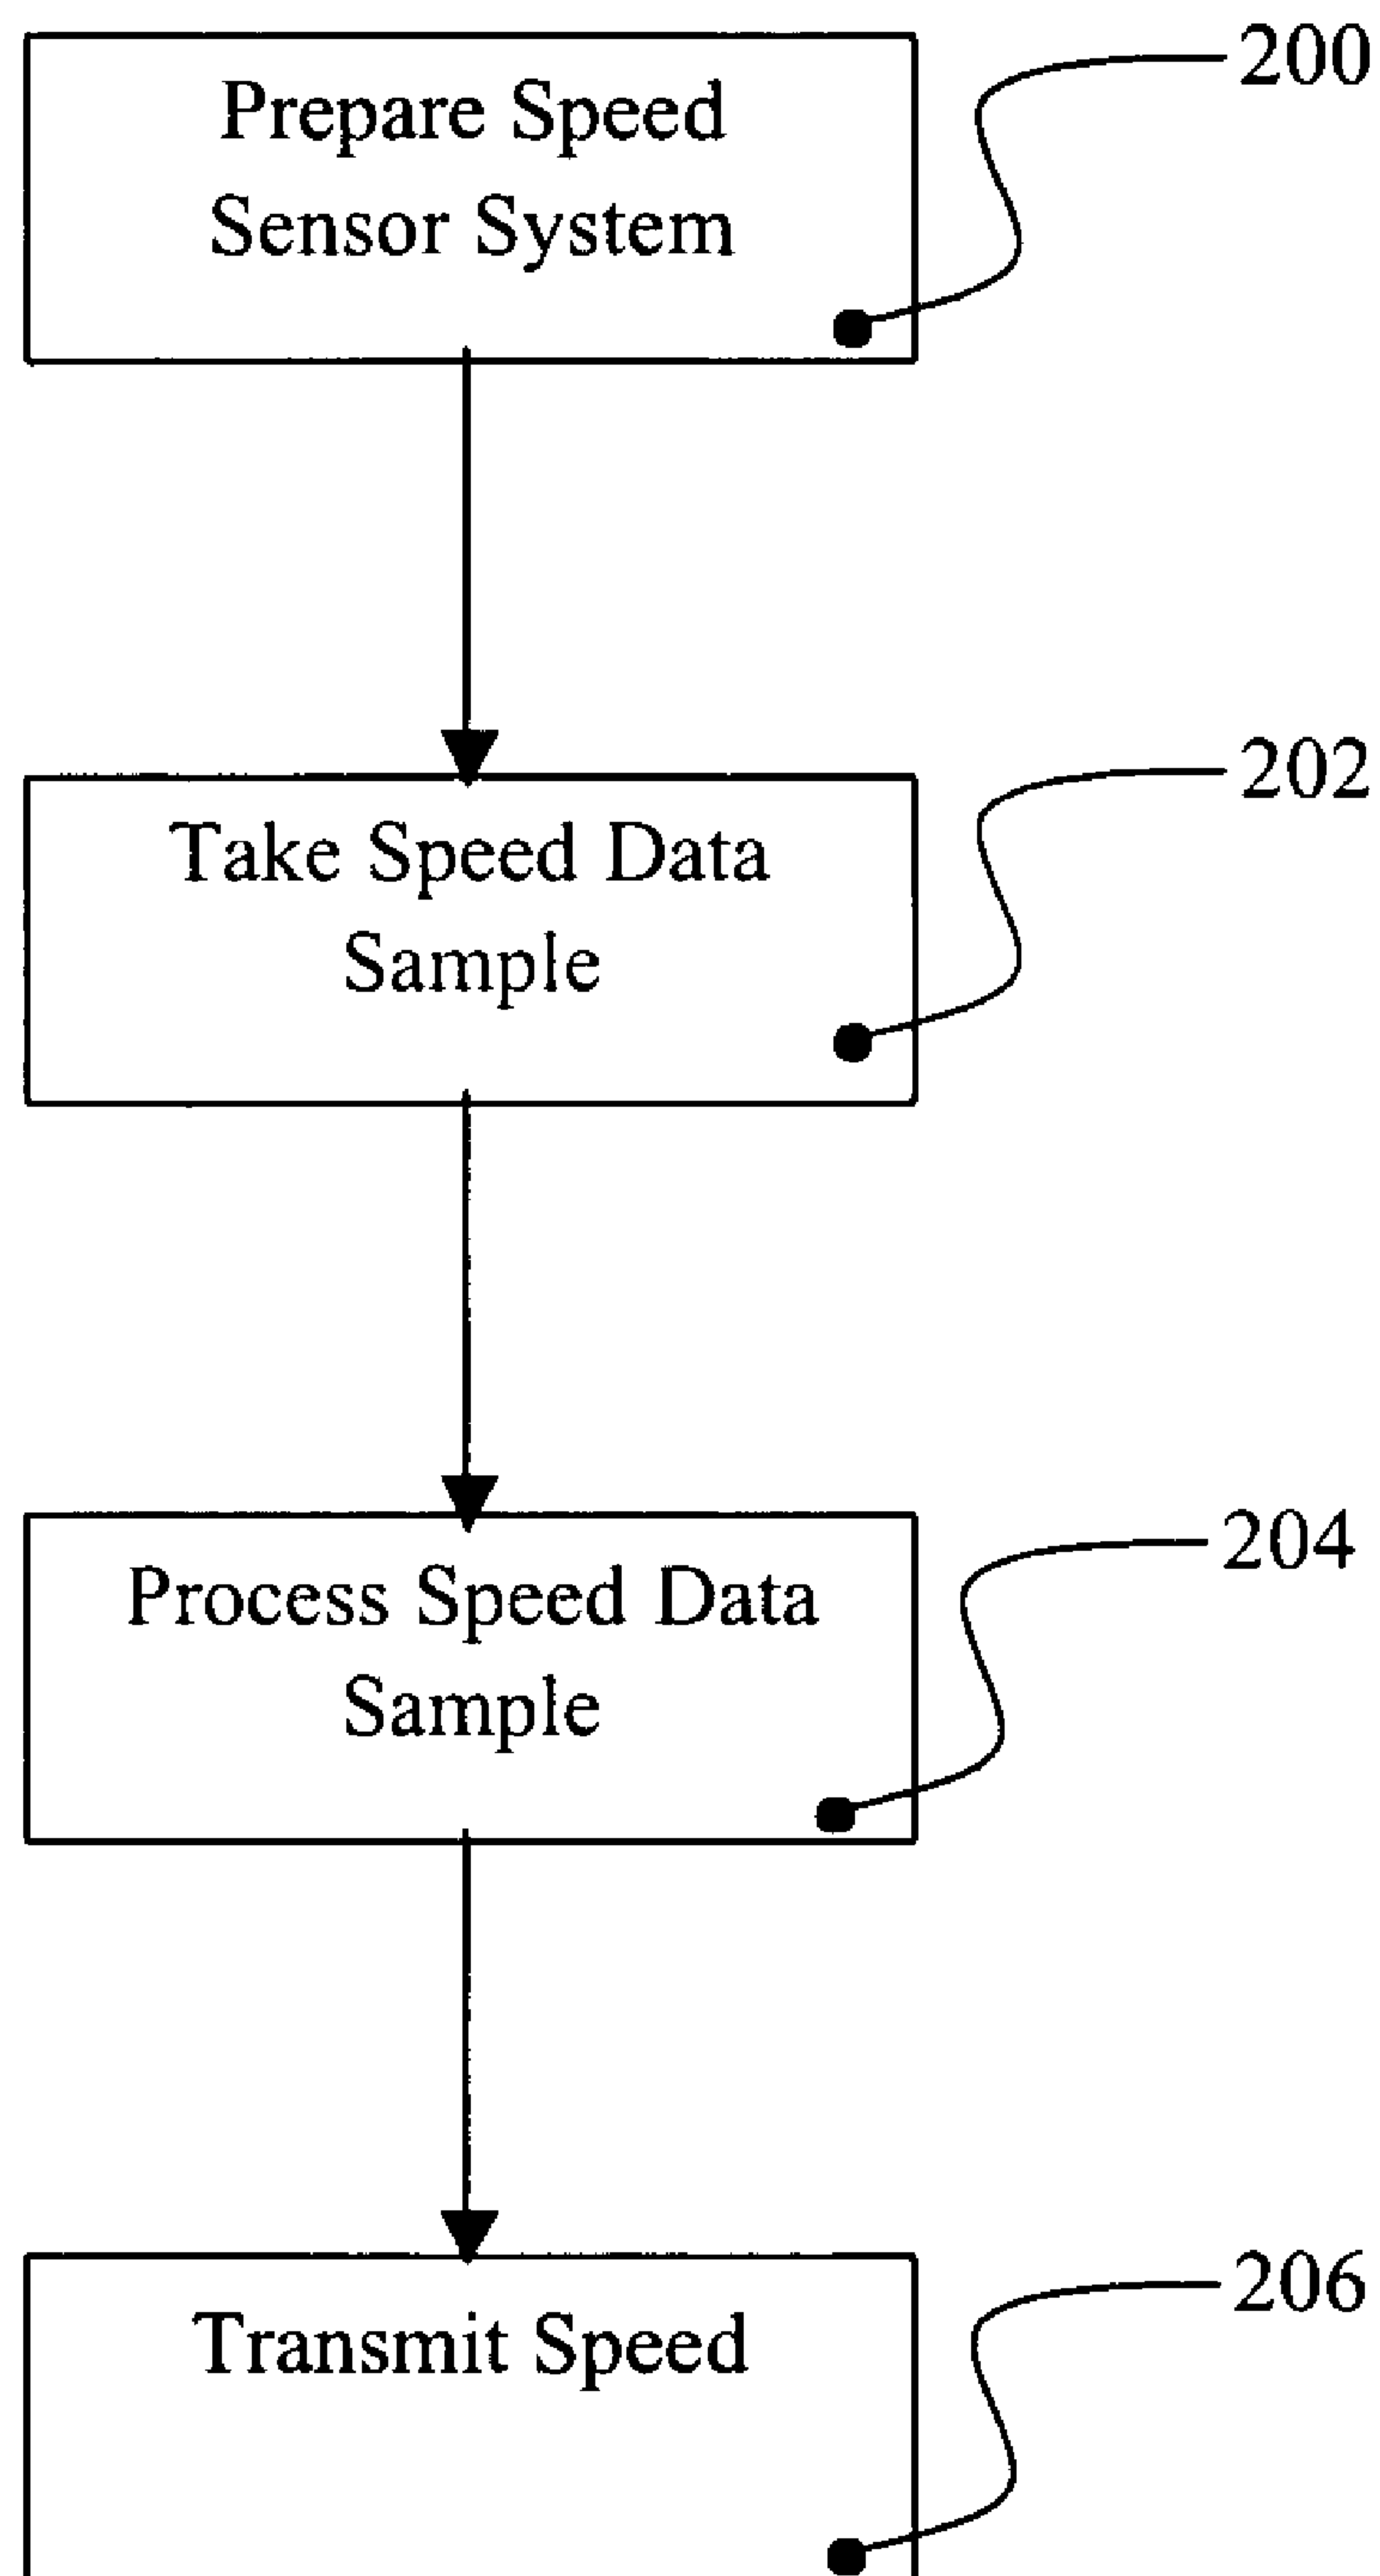 Prepare Speed
Sensor System
200
Take Speed Data
Sample
202
Process Speed Data
Sample
204
Transmit Speed
206